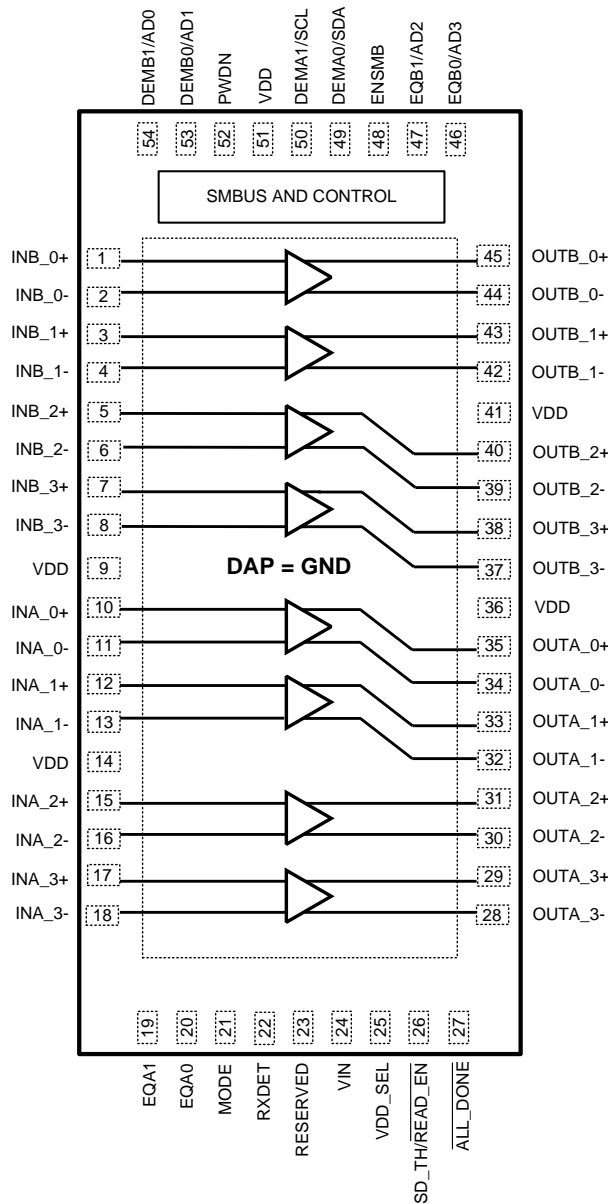 DEMB1/AD0
DEMB0/AD1
PWDN
VDD
DEMA1/SCL
DEMA0/SDA
ENSMB
EQB1/AD2
EQB0/AD3
54
53
52
51
50
49
48
47
46
SMBUS AND CONTROL
INB_0+ 1 45 OUTB_0+
INB_0- 2 44 OUTB_0-
INB_1+ 3 43 OUTB_1+
INB_1- 4 42 OUTB_1-
INB_2+ 5 41 VDD
INB_2- 6 40 OUTB_2+
INB_3+ 7 39 OUTB_2-
INB_3- 8 38 OUTB_3+
VDD 9 DAP = GND 37 OUTB_3-
INA_0+ 10 36 VDD
INA_0- 11 35 OUTA_0+
INA_1+ 12 34 OUTA_0-
INA_1- 13 33 OUTA_1+
VDD 14 32 OUTA_1-
INA_2+ 15 31 OUTA_2+
INA_2- 16 30 OUTA_2-
INA_3+ 17 29 OUTA_3+
INA_3- 18 28 OUTA_3-
19
20
21
22
23
24
25
26
27
EQA1
EQA0
MODE
RXDET
RESERVED
VIN
VDD_SEL
SD_TH/READ_EN
ALL_DONE